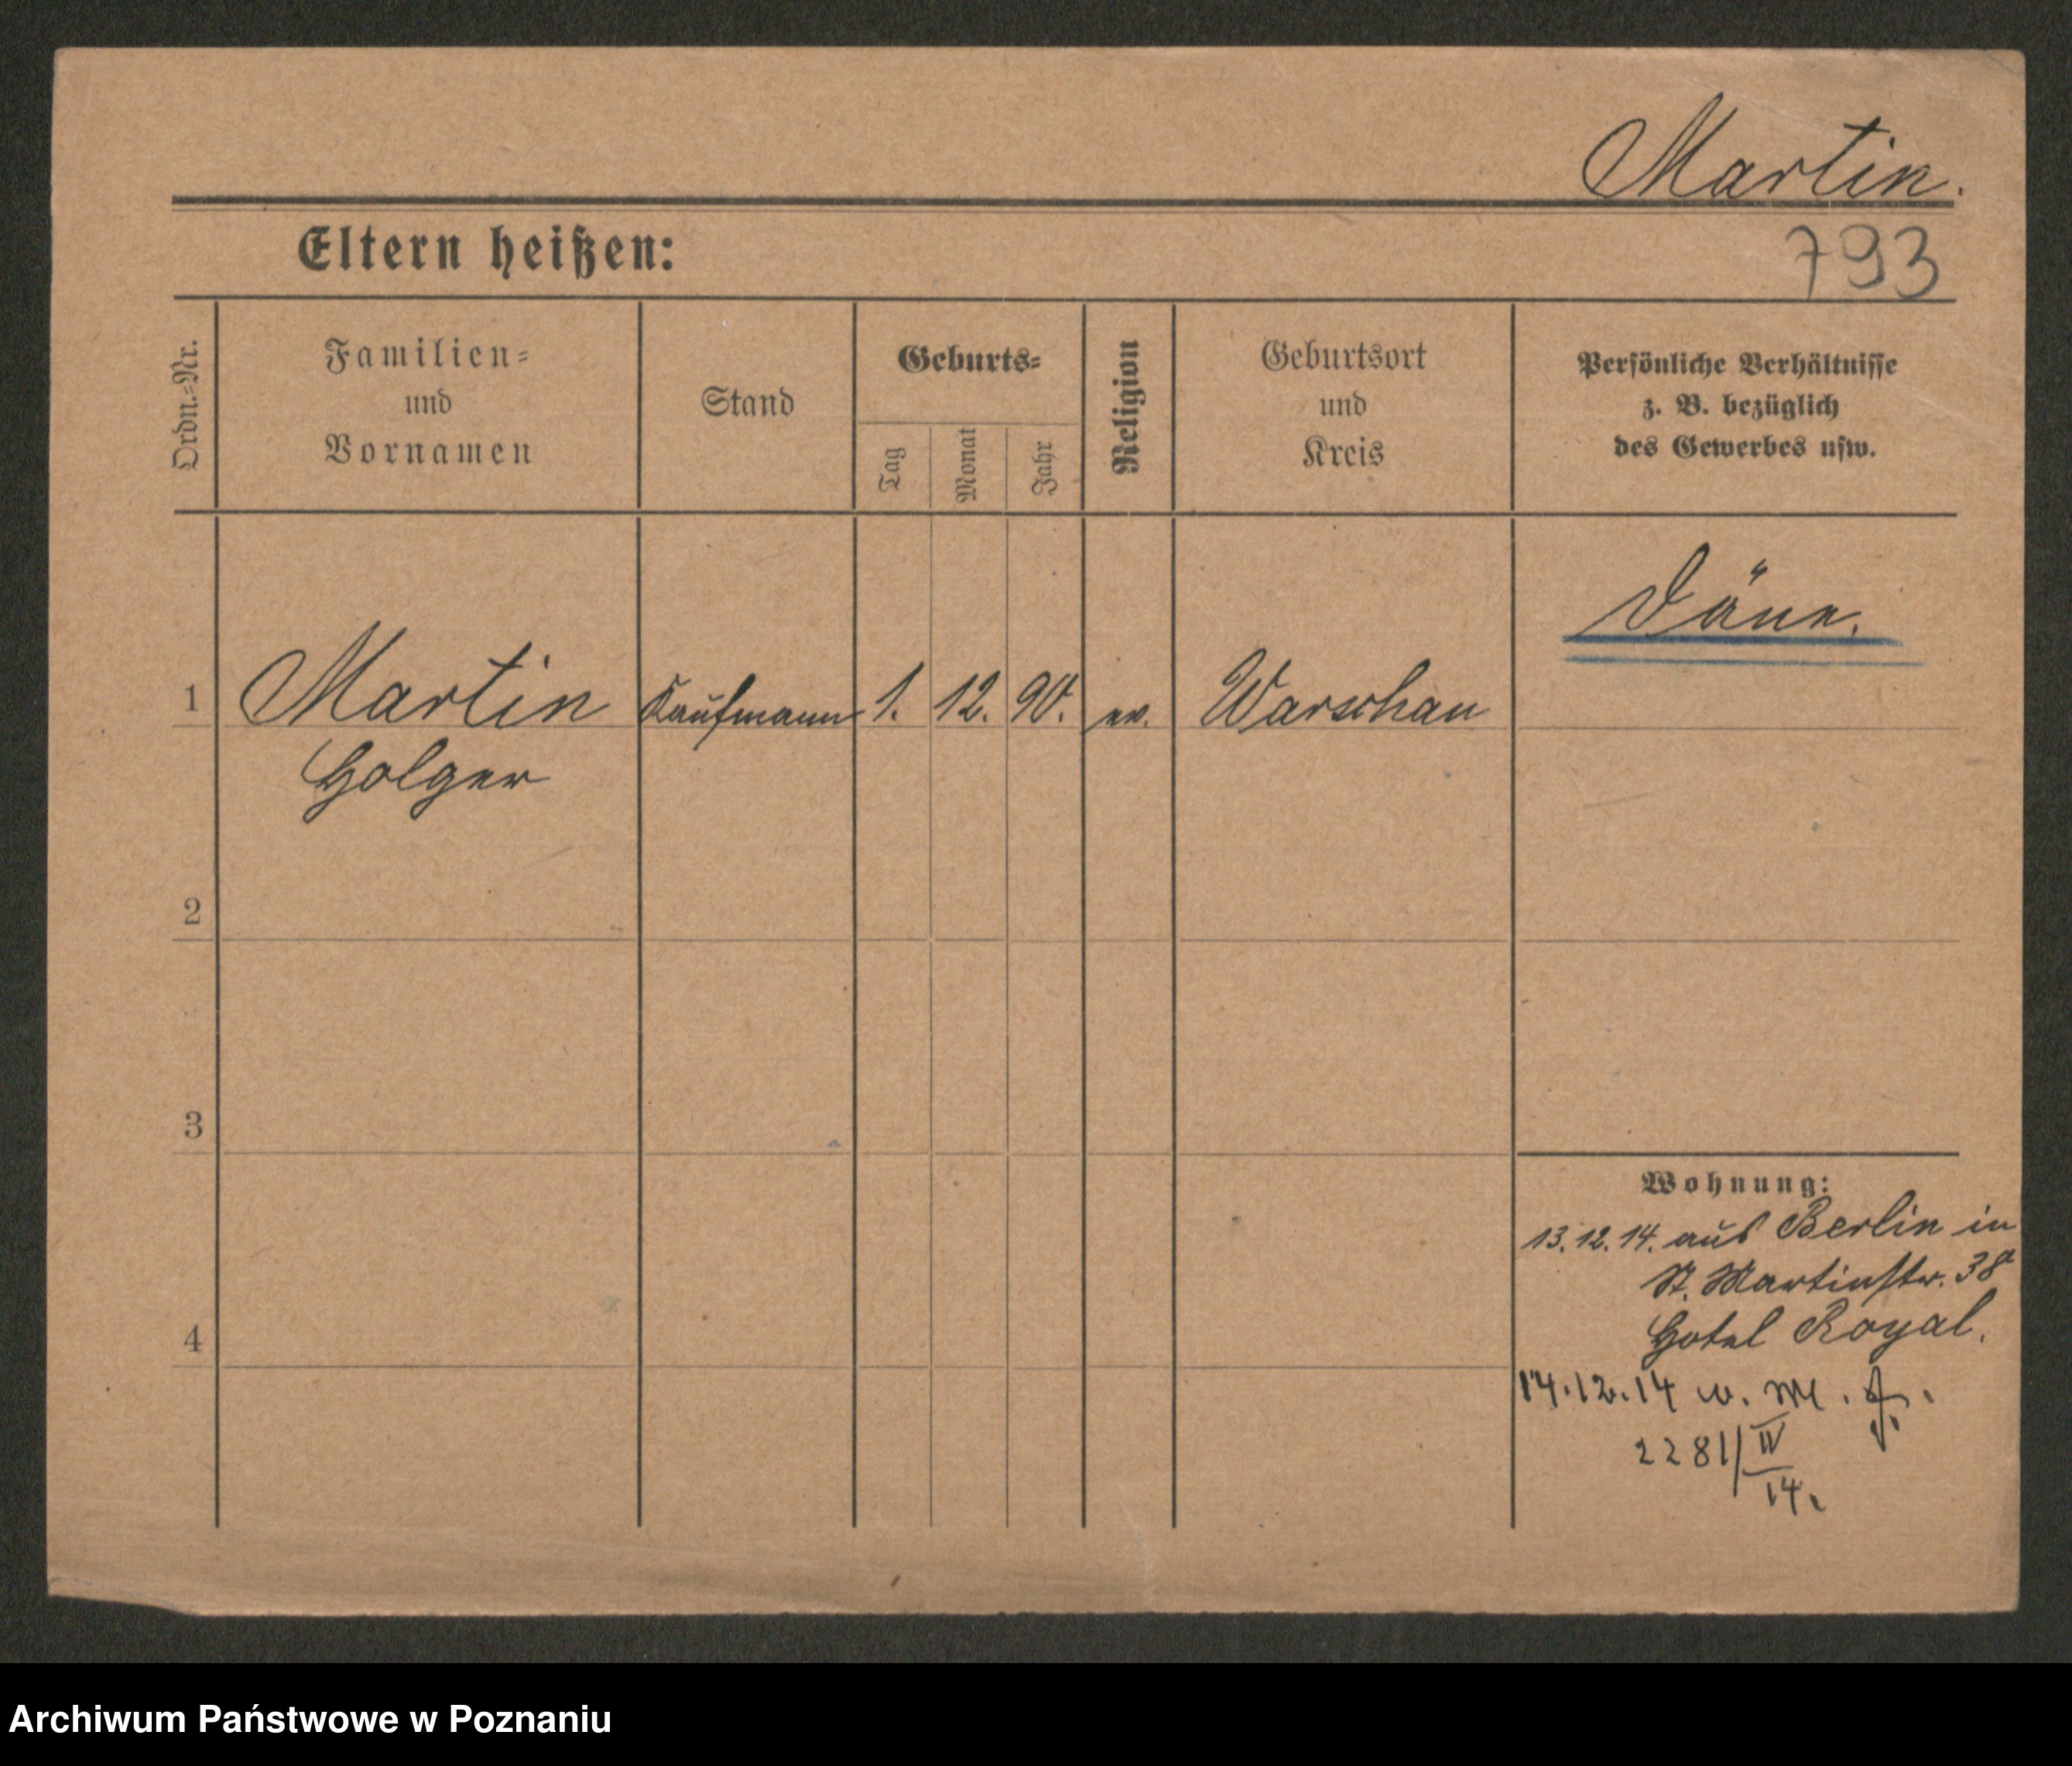 Martin.
793
Eltern heißen:
Ordn.-Nr.
Familien-
und
Vornamen
Stand
Geburts-
Tag
Monat
Jahr
Religion
Geburtsort
und
Kreis
Persönliche Verhältnisse
z. B. bezüglich
des Gewerbes usw.
Däne.
1 Martin Kaufmann 1. 12. 90. ev. Warschau
Holger
2
3
4
Wohnung:
13.12.14. aus Berlin in
St. Martinstr. 38
Hotel Royal.
14.12.14
2281/IV
14.
Archiwum Państwowe w Poznaniu